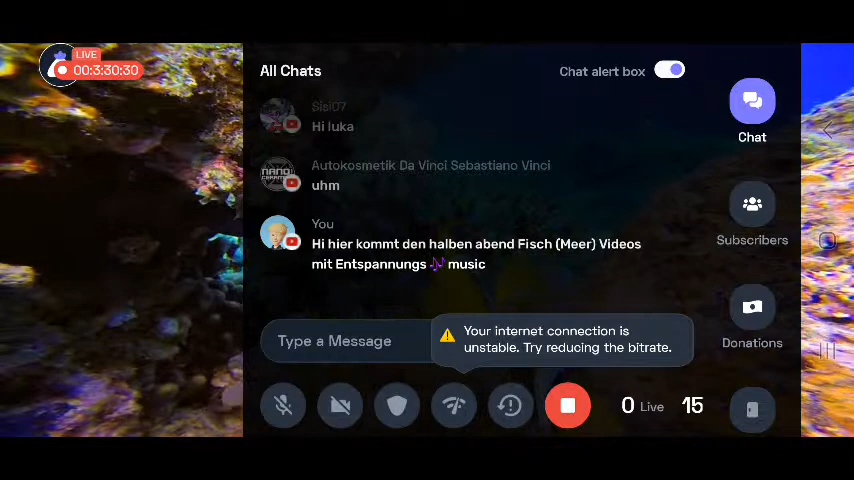 LIVE
00:3:30:30
All Chats
Chat alert box
Sisi07
Hi luka
Chat
Autokosmetik Da Vinci Sebastiano Vinci
uhm
NANO
CERAMIC
You
Hi hier kommt den halben abend Fisch (Meer) Videos
mit Entspannungs 🎶 music
Subscribers
Type a Message
Your internet connection is
unstable. Try reducing the bitrate.
Donations
0 Live 15